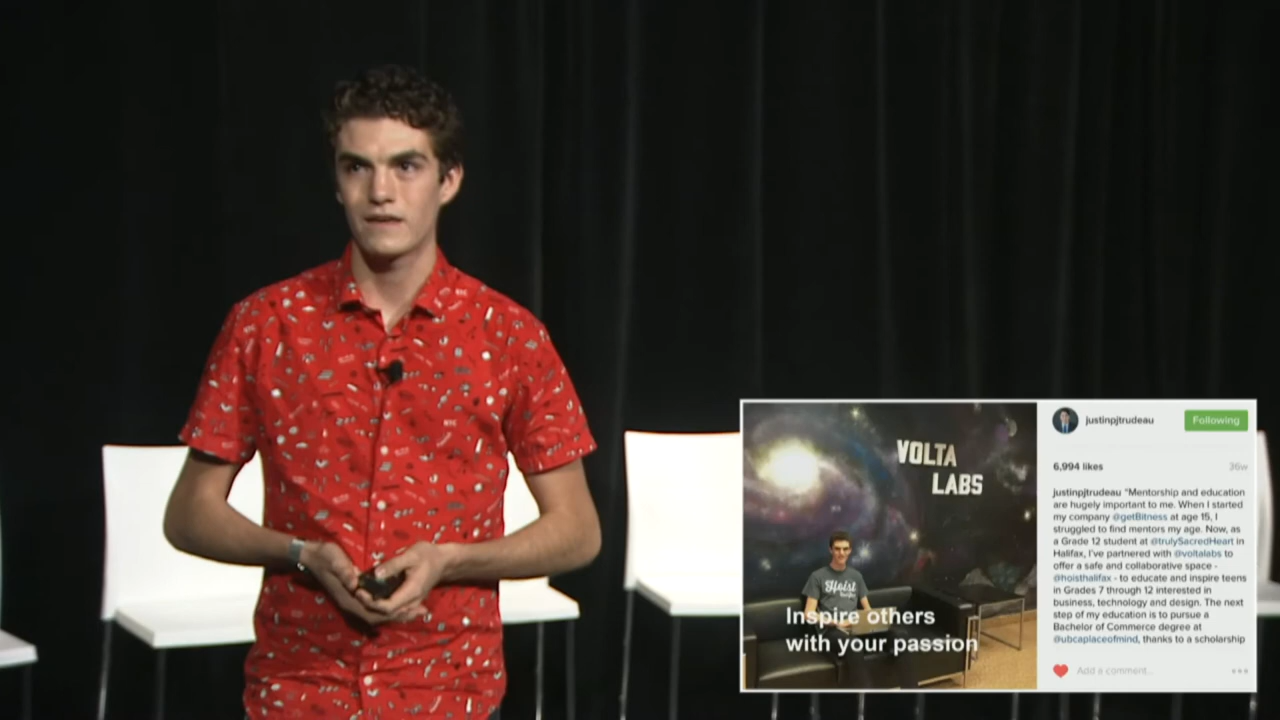 VOLTA
LABS
Hoist
Inspire others
with your passion
justinpjtrudeau
Following
6,994 likes
36w
justinpjtrudeau "Mentorship and education
are hugely important to me. When I started
my company @getBitness at age 15, I
struggled to find mentors my age. Now, as
a Grade 12 student at @trulySacredHeart in
Halifax, I've partnered with @voltalabs to
offer a safe and collaborative space -
@hoisthalifax - to educate and inspire teens
in Grades 7 through 12 interested in
business, technology and design. The next
step of my education is to pursue a
Bachelor of Commerce degree at
@ubcaplaceofmind, thanks to a scholarship
Add a comment...